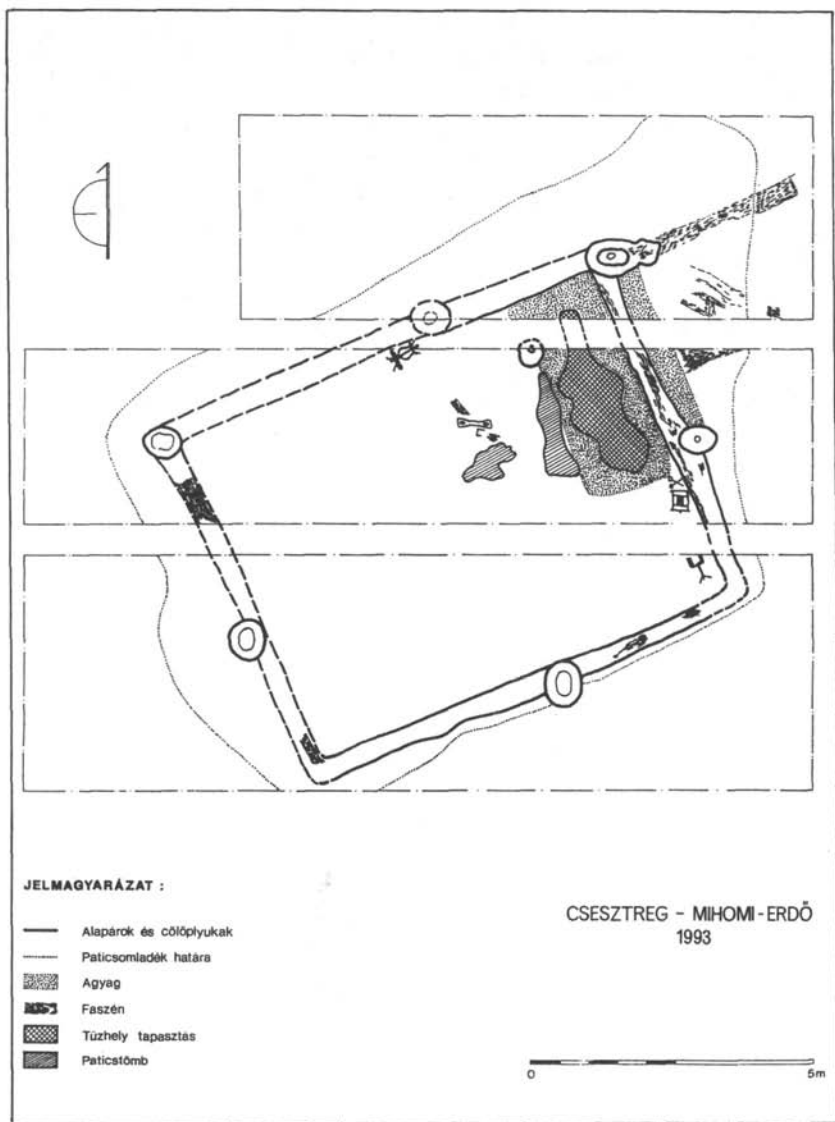 JELMAGYARÁZAT :
Alapárok és cölöplyukak
Paticsomladék határa
Agyag
Faszén
Tűzhely tapasztás
Paticstömb
CSESZTREG - MIHOMI-ERDŐ
1993
0 5m